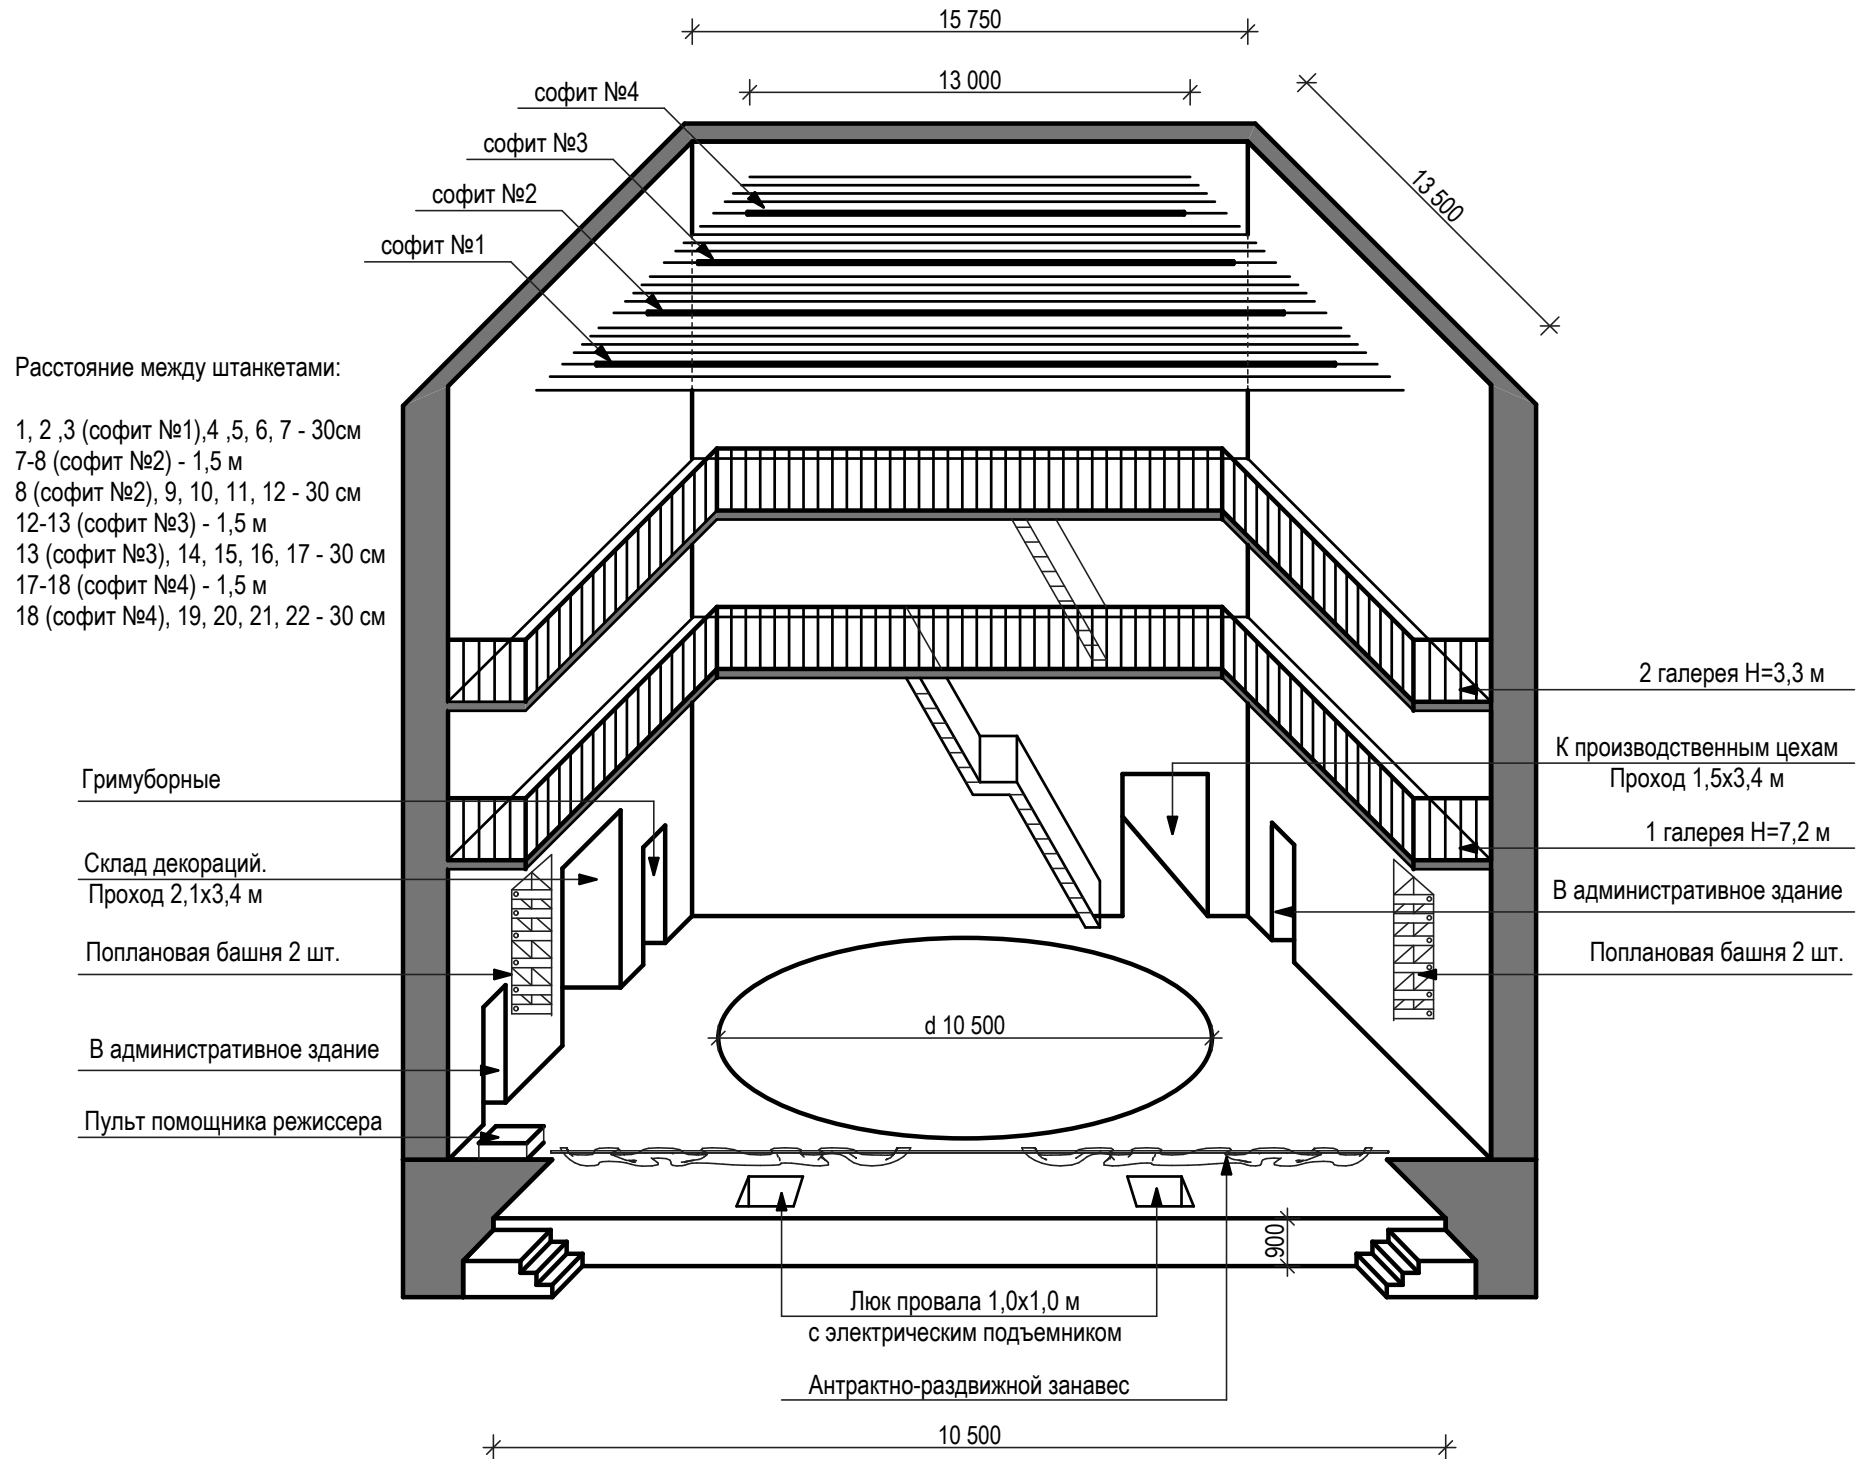 15 750
13 000
софит №4
софит №3
13 500
софит №2
софит №1
Расстояние между штанкетами:
1, 2 ,3 (софит №1),4 ,5, 6, 7 - 30см
7-8 (софит №2) - 1,5 м
8 (софит №2), 9, 10, 11, 12 - 30 см
12-13 (софит №3) - 1,5 м
13 (софит №3), 14, 15, 16, 17 - 30 см
17-18 (софит №4) - 1,5 м
18 (софит №4), 19, 20, 21, 22 - 30 см
2 галерея Н=3,3 м
К производственным цехам
Проход 1,5х3,4 м
Гримуборные
1 галерея Н=7,2 м
Склад декораций.
Проход 2,1х3,4 м
В административное здание
Поплановая башня 2 шт.
Поплановая башня 2 шт.
d 10 500
В административное здание
Пульт помощника режиссера
900
Люк провала 1,0х1,0 м
с электрическим подъемником
Антрактно-раздвижной занавес
10 500